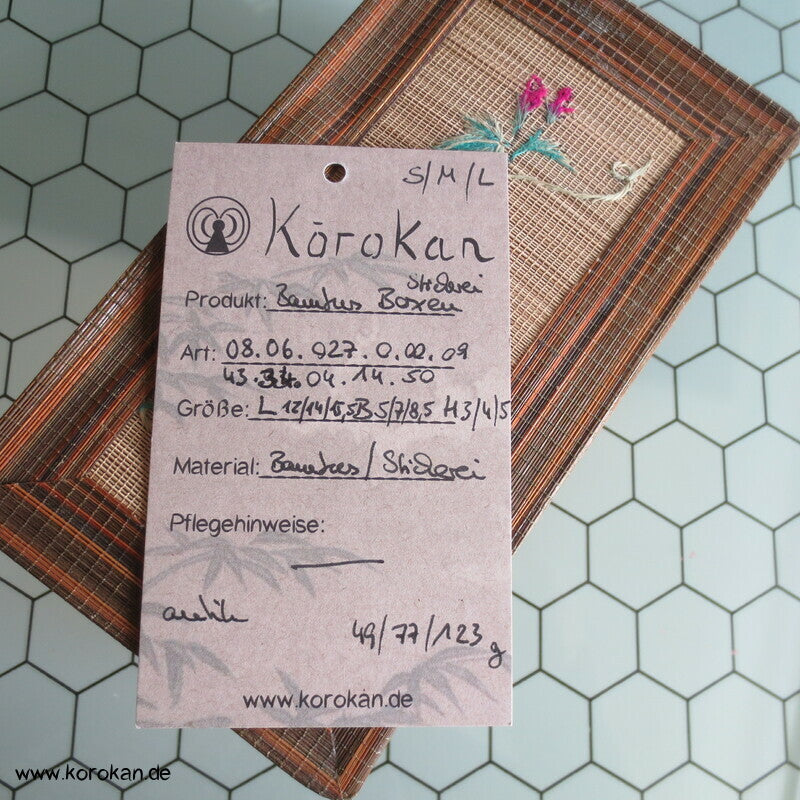 S/M/L
Kōrokan
Stickerei
Produkt: Bambus Boxen
Art: 08.06.027.0.02.09
43. 04.14.50
Größe: L 12/14/15,5 B 5/7/8,5 H 3/4/5
Material: Bambus/Stickerei
Pflegehinweise:
antik
49/77/123 g
www.korokan.de
www.korokan.de